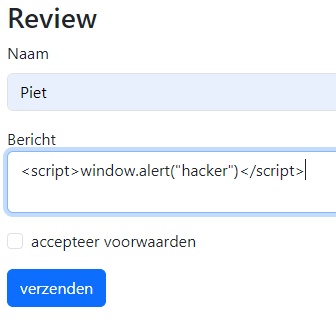 Review
Naam
Piet
Bericht
<script>window.alert("hacker")</script>
accepteer voorwaarden
verzenden